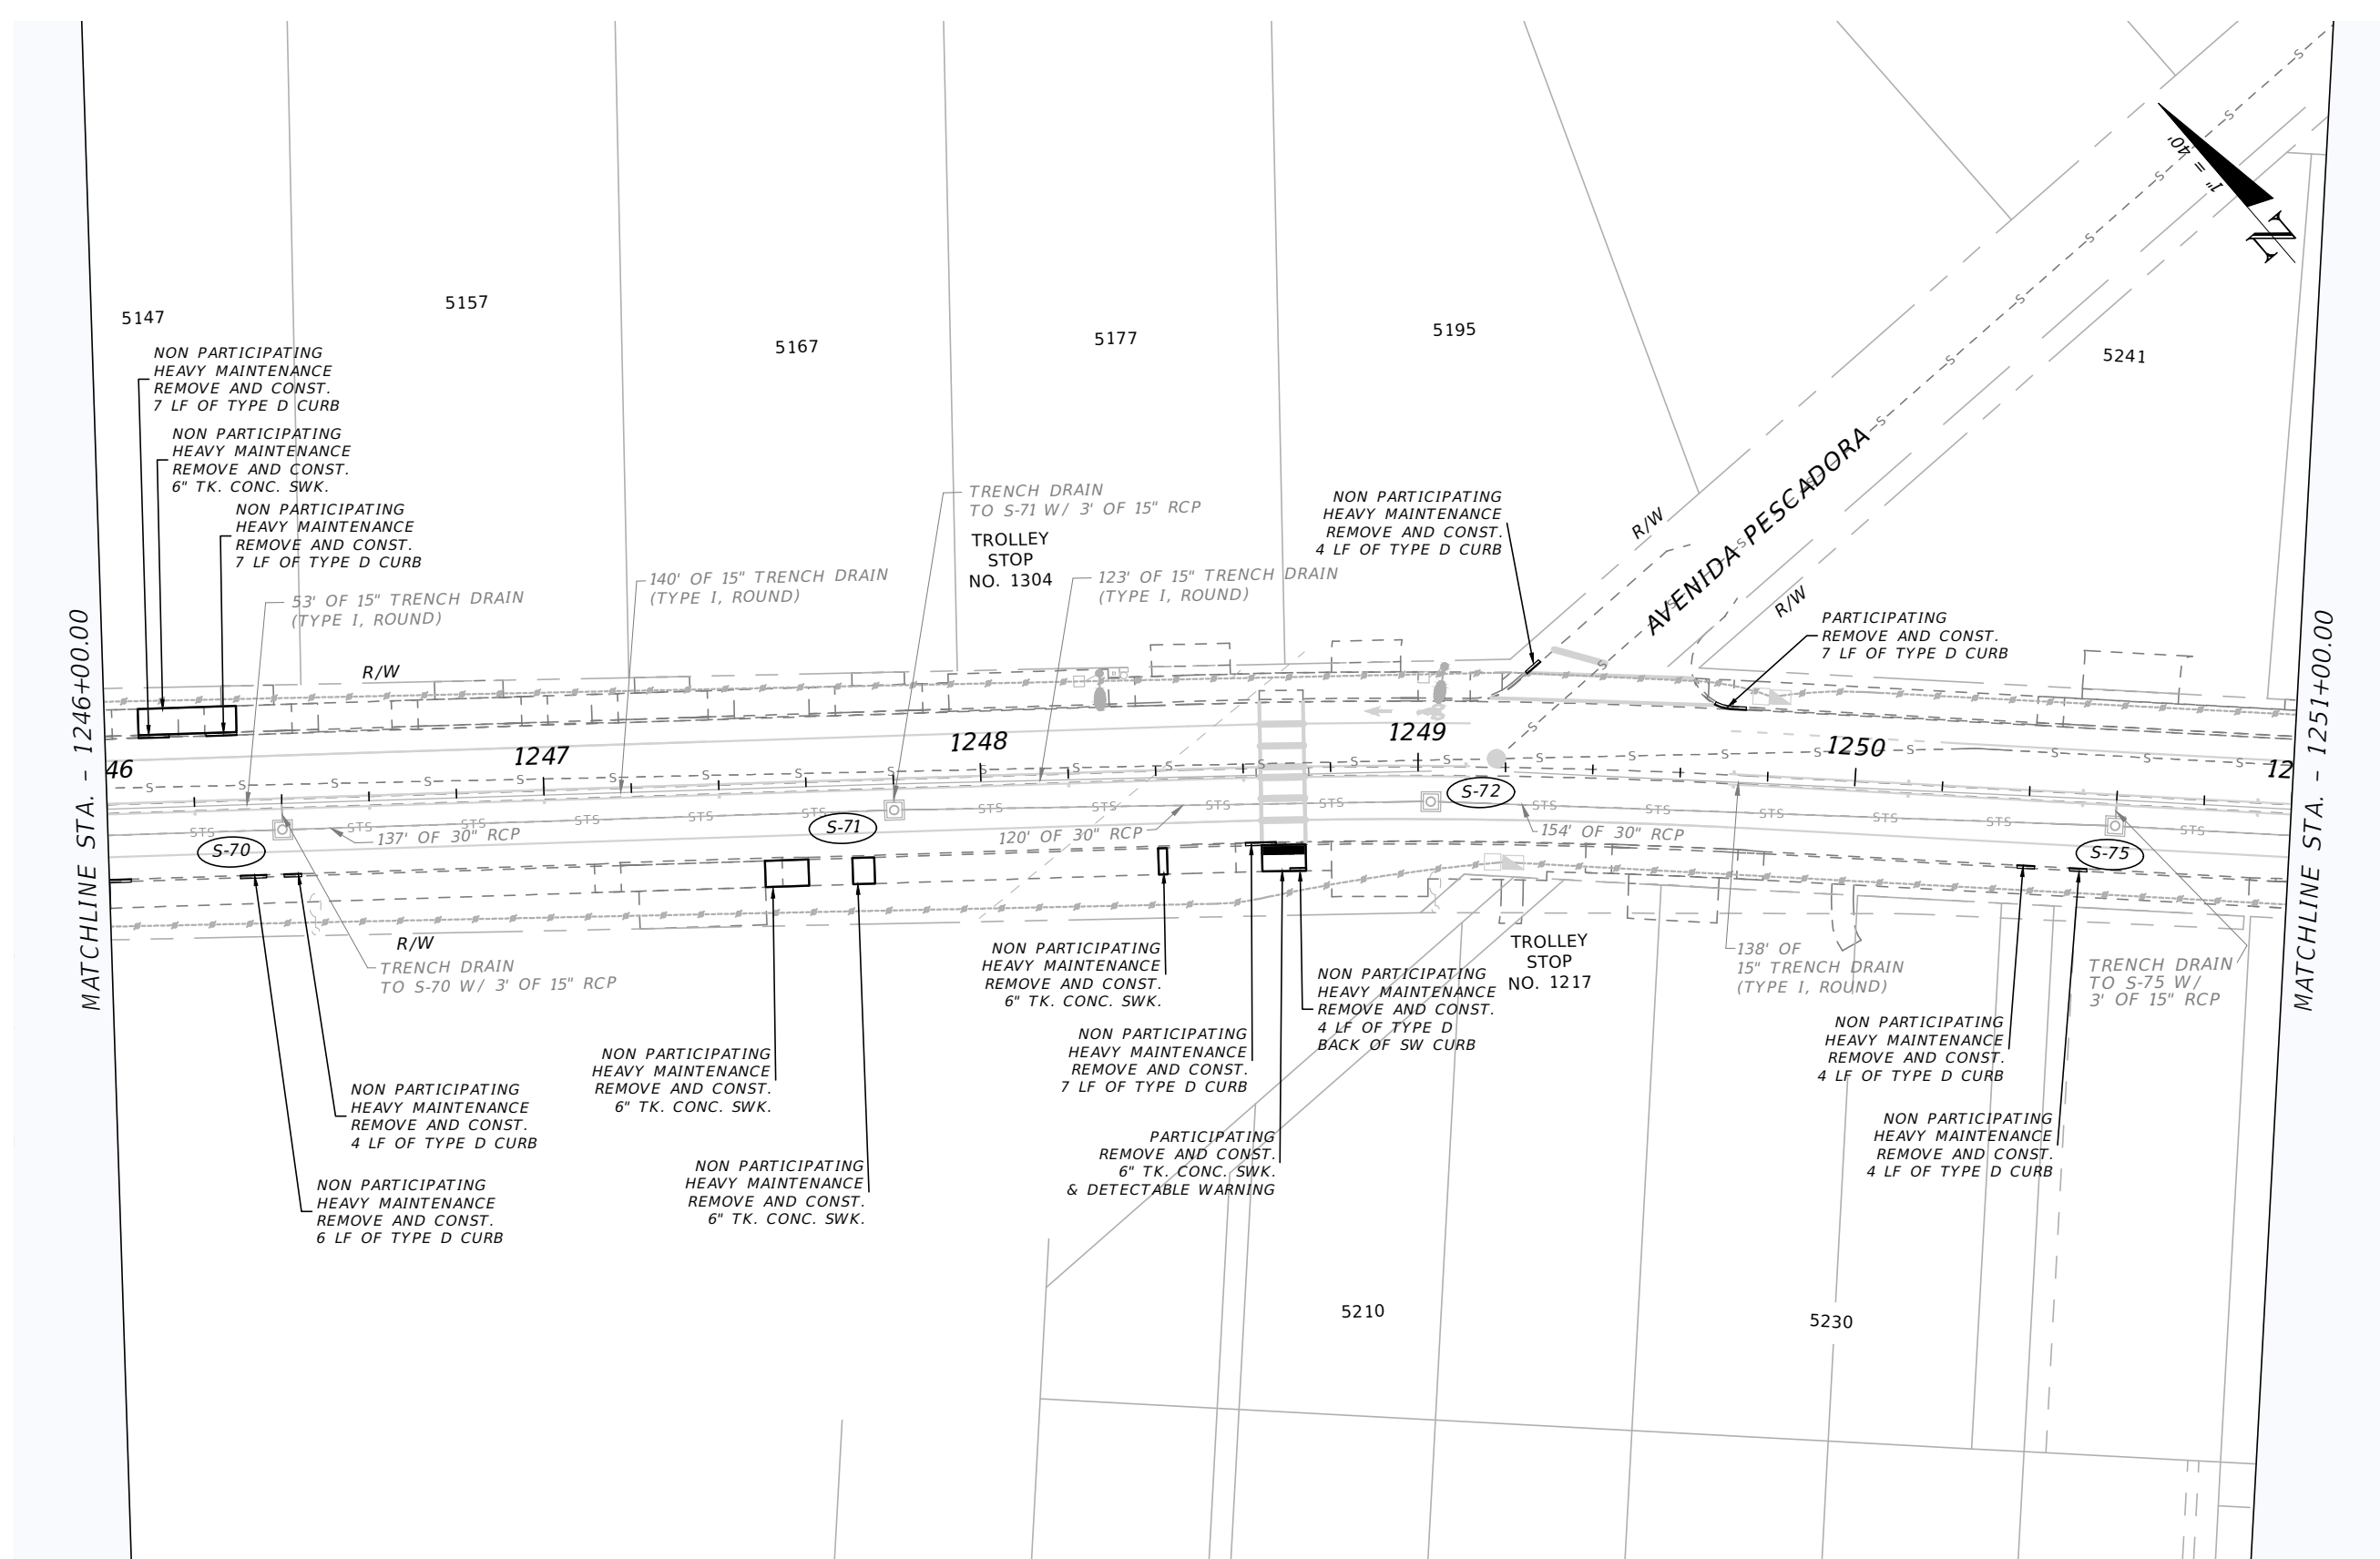 1" = 40'
N
5147
5157
5167
5177
5195
5241
NON PARTICIPATING
HEAVY MAINTENANCE
REMOVE AND CONST.
7 LF OF TYPE D CURB
NON PARTICIPATING
HEAVY MAINTENANCE
REMOVE AND CONST.
6" TK. CONC. SWK.
NON PARTICIPATING
HEAVY MAINTENANCE
REMOVE AND CONST.
7 LF OF TYPE D CURB
53' OF 15" TRENCH DRAIN
(TYPE I, ROUND)
140' OF 15" TRENCH DRAIN
(TYPE I, ROUND)
TRENCH DRAIN
TO S-71 W/ 3' OF 15" RCP
TROLLEY
STOP
NO. 1304
123' OF 15" TRENCH DRAIN
(TYPE I, ROUND)
NON PARTICIPATING
HEAVY MAINTENANCE
REMOVE AND CONST.
4 LF OF TYPE D CURB
R/W
AVENIDA PESCADORA
R/W
PARTICIPATING
REMOVE AND CONST.
7 LF OF TYPE D CURB
R/W
MATCHLINE STA. - 1246+00.00
MATCHLINE STA. - 1251+00.00
46
1247
1248
1249
1250
12
S-70
137' OF 30" RCP
S-71
120' OF 30" RCP
S-72
154' OF 30" RCP
S-75
R/W
TRENCH DRAIN
TO S-70 W/ 3' OF 15" RCP
NON PARTICIPATING
HEAVY MAINTENANCE
REMOVE AND CONST.
6" TK. CONC. SWK.
NON PARTICIPATING
HEAVY MAINTENANCE
REMOVE AND CONST.
4 LF OF TYPE D
BACK OF SW CURB
TROLLEY
STOP
NO. 1217
138' OF
15" TRENCH DRAIN
(TYPE I, ROUND)
TRENCH DRAIN
TO S-75 W/
3' OF 15" RCP
NON PARTICIPATING
HEAVY MAINTENANCE
REMOVE AND CONST.
4 LF OF TYPE D CURB
NON PARTICIPATING
HEAVY MAINTENANCE
REMOVE AND CONST.
6" TK. CONC. SWK.
NON PARTICIPATING
HEAVY MAINTENANCE
REMOVE AND CONST.
7 LF OF TYPE D CURB
NON PARTICIPATING
HEAVY MAINTENANCE
REMOVE AND CONST.
4 LF OF TYPE D CURB
NON PARTICIPATING
HEAVY MAINTENANCE
REMOVE AND CONST.
6 LF OF TYPE D CURB
NON PARTICIPATING
HEAVY MAINTENANCE
REMOVE AND CONST.
6" TK. CONC. SWK.
PARTICIPATING
REMOVE AND CONST.
6" TK. CONC. SWK.
& DETECTABLE WARNING
NON PARTICIPATING
HEAVY MAINTENANCE
REMOVE AND CONST.
4 LF OF TYPE D CURB
5210
5230